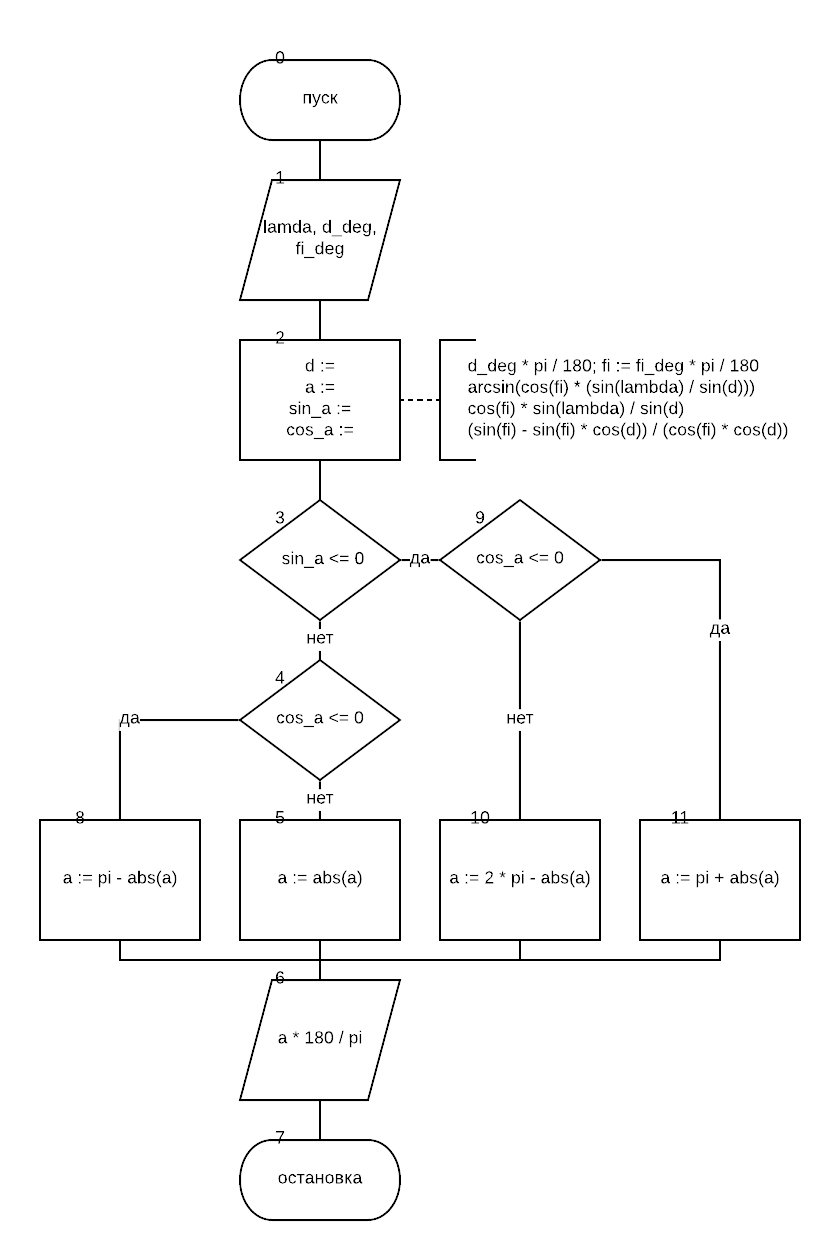 0
пуск
1
lamda, d_deg,
fi_deg
2
d :=
a :=
sin_a :=
cos_a :=
d_deg * pi / 180; fi := fi_deg * pi / 180
arcsin(cos(fi) * (sin(lambda) / sin(d)))
cos(fi) * sin(lambda) / sin(d)
(sin(fi) - sin(fi) * cos(d)) / (cos(fi) * cos(d))
3
sin_a <= 0
да
9
cos_a <= 0
да
нет
4
cos_a <= 0
да
нет
нет
8
a := pi - abs(a)
5
a := abs(a)
10
a := 2 * pi - abs(a)
11
a := pi + abs(a)
6
a * 180 / pi
7
остановка